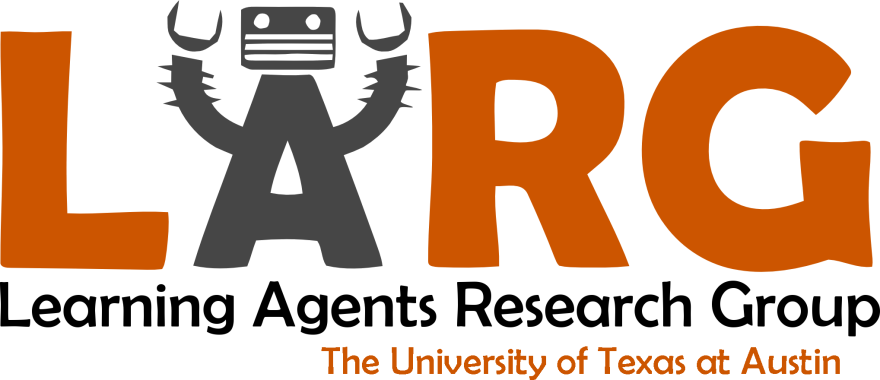 LARG
Learning Agents Research Group
The University of Texas at Austin